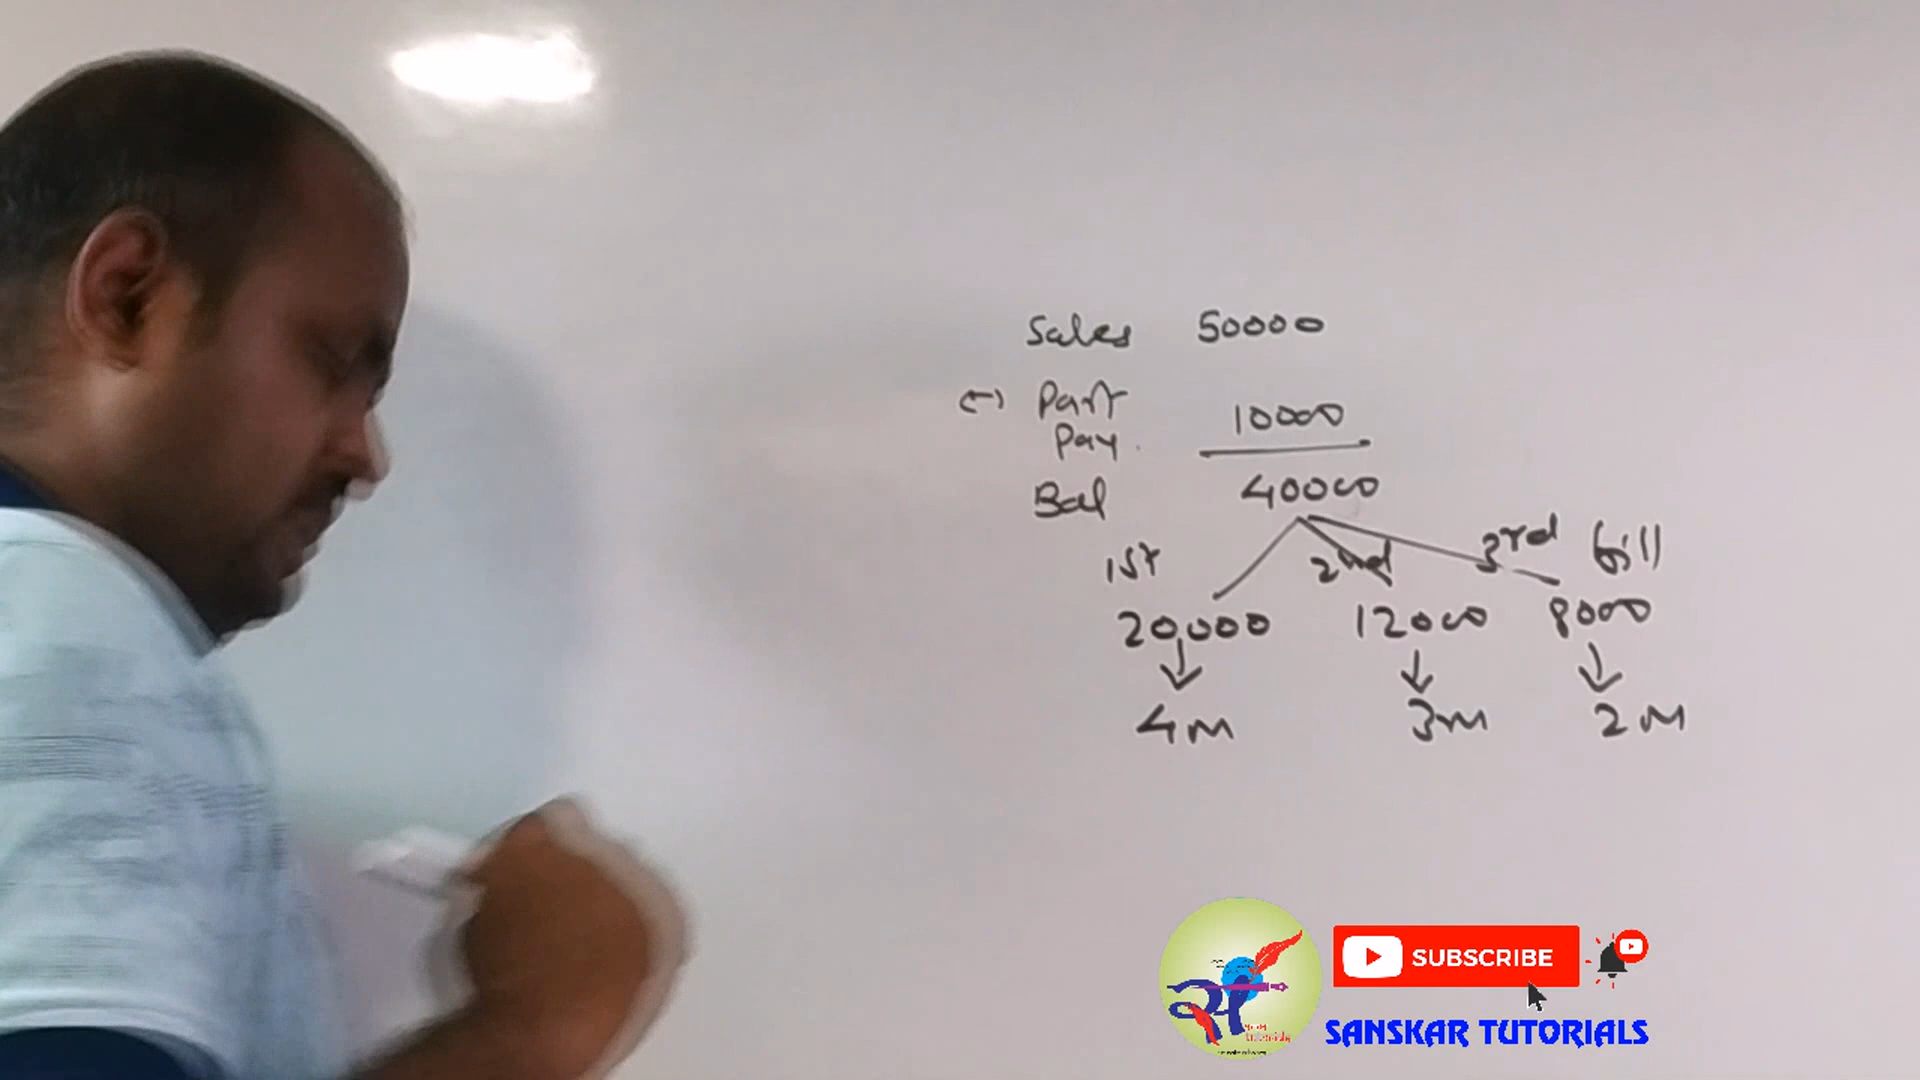 Sales 50000
(-) Part 10000
Pay.
Bal 40000
1st 2nd 3rd Bill
20,000 12000 8000
4M 3M 2M
SUBSCRIBE
SANSKAR TUTORIALS